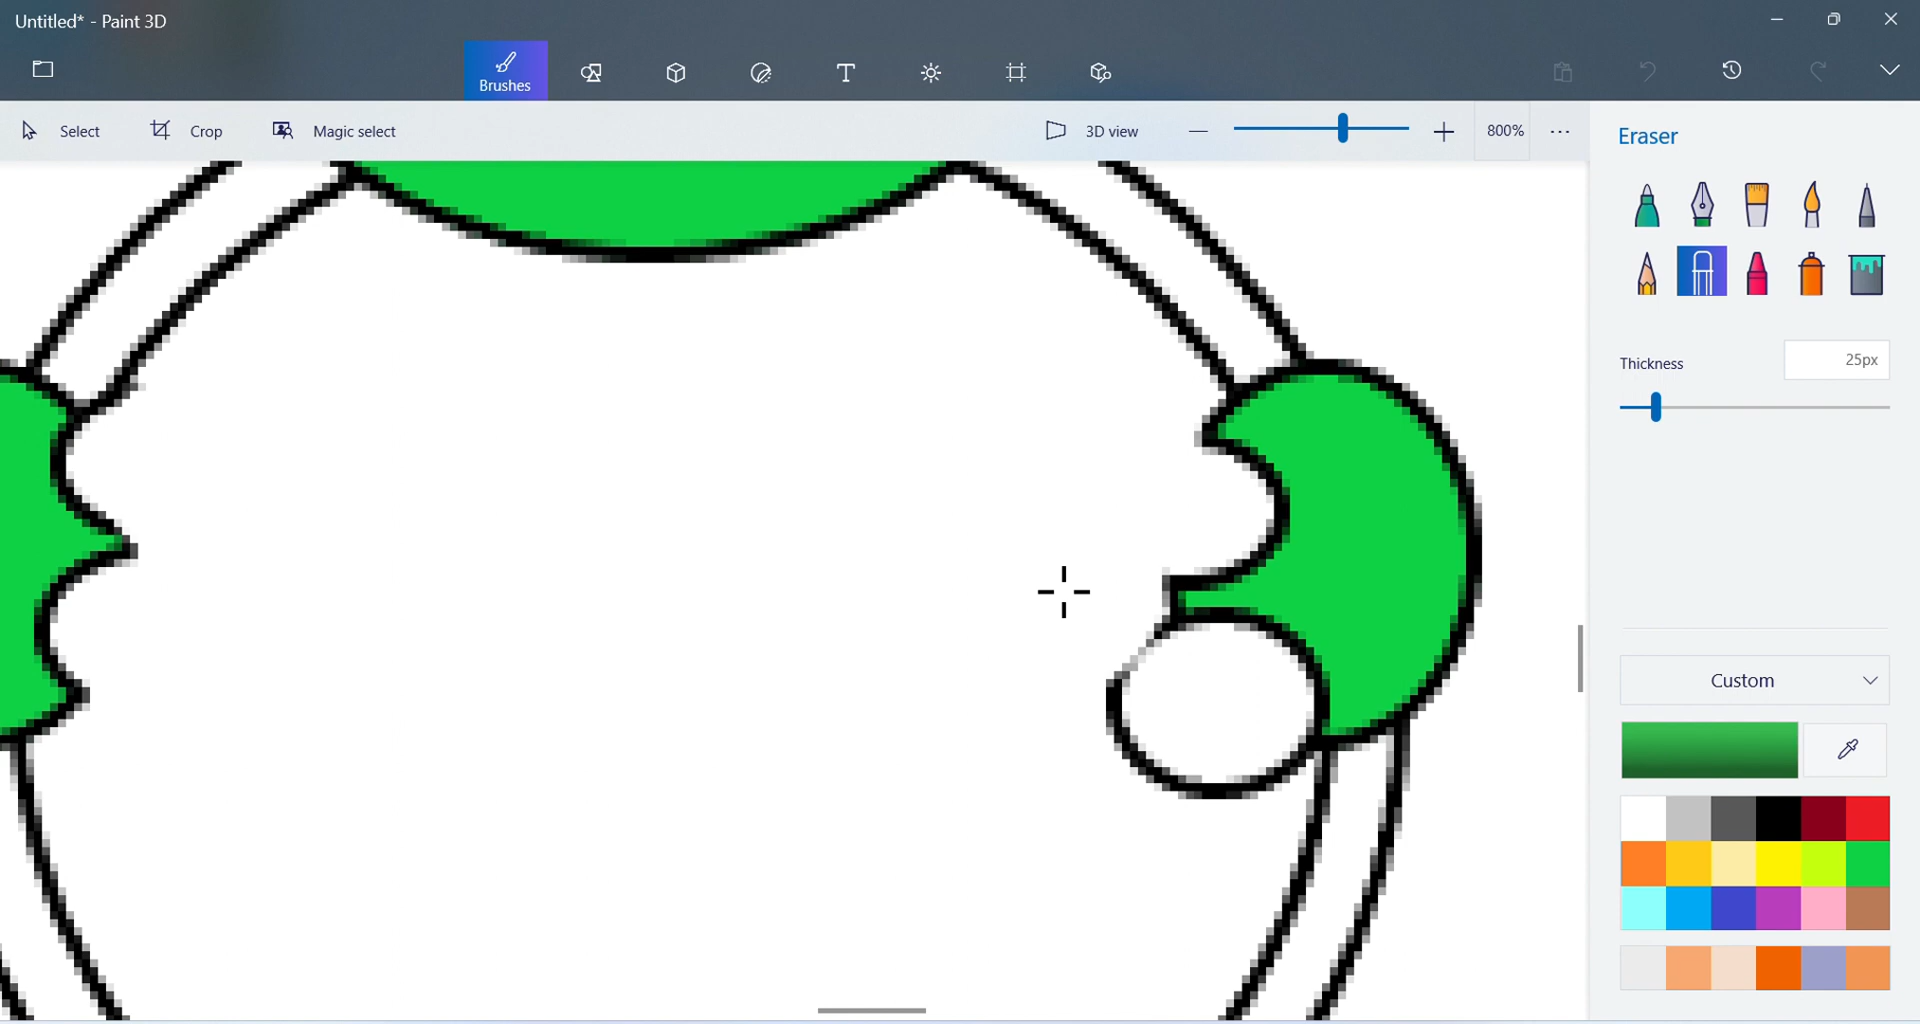 Untitled* - Paint 3D
Brushes
Select
Crop
Magic select
3D view
800%
Eraser
Thickness
25px
Custom